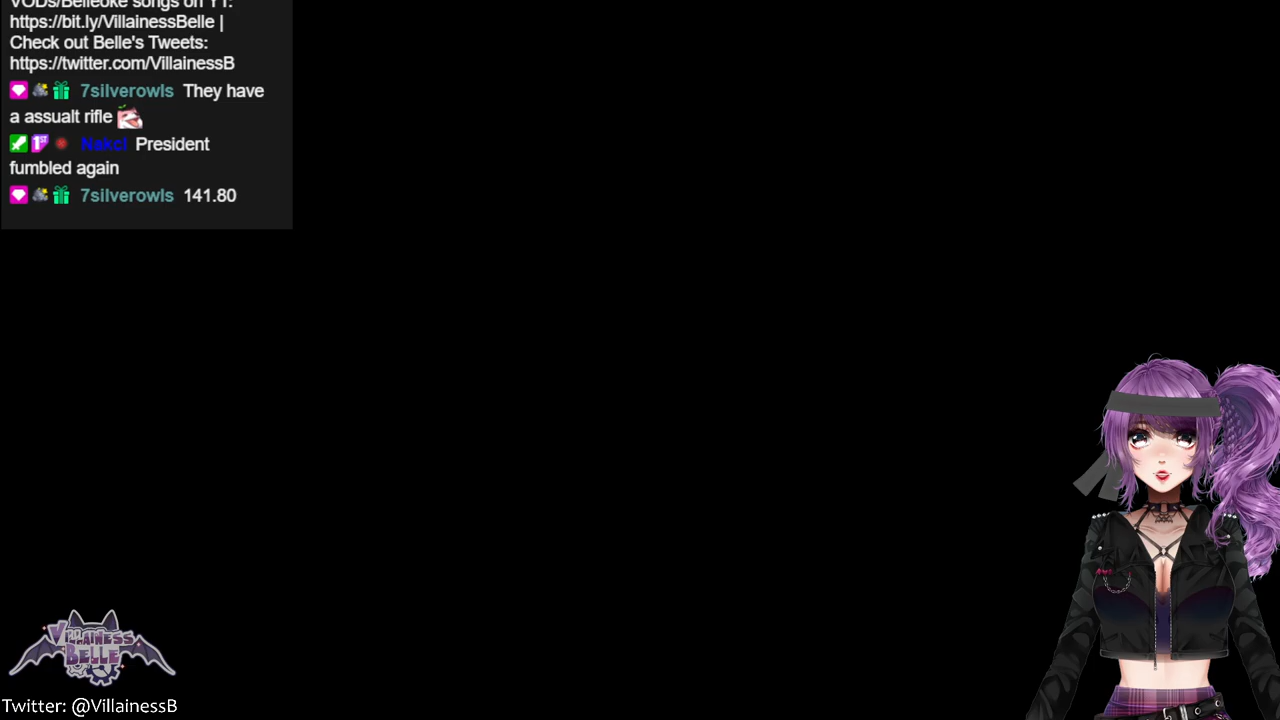 VODs/Belleoke songs on YT:
https://bit.ly/VillainessBelle |
Check out Belle's Tweets:
https://twitter.com/VillainessB
7silverowls They have
a assualt rifle
1ST Nakcl President
fumbled again
7silverowls 141.80
VILLAINESS
BELLE
Twitter: @VillainessB